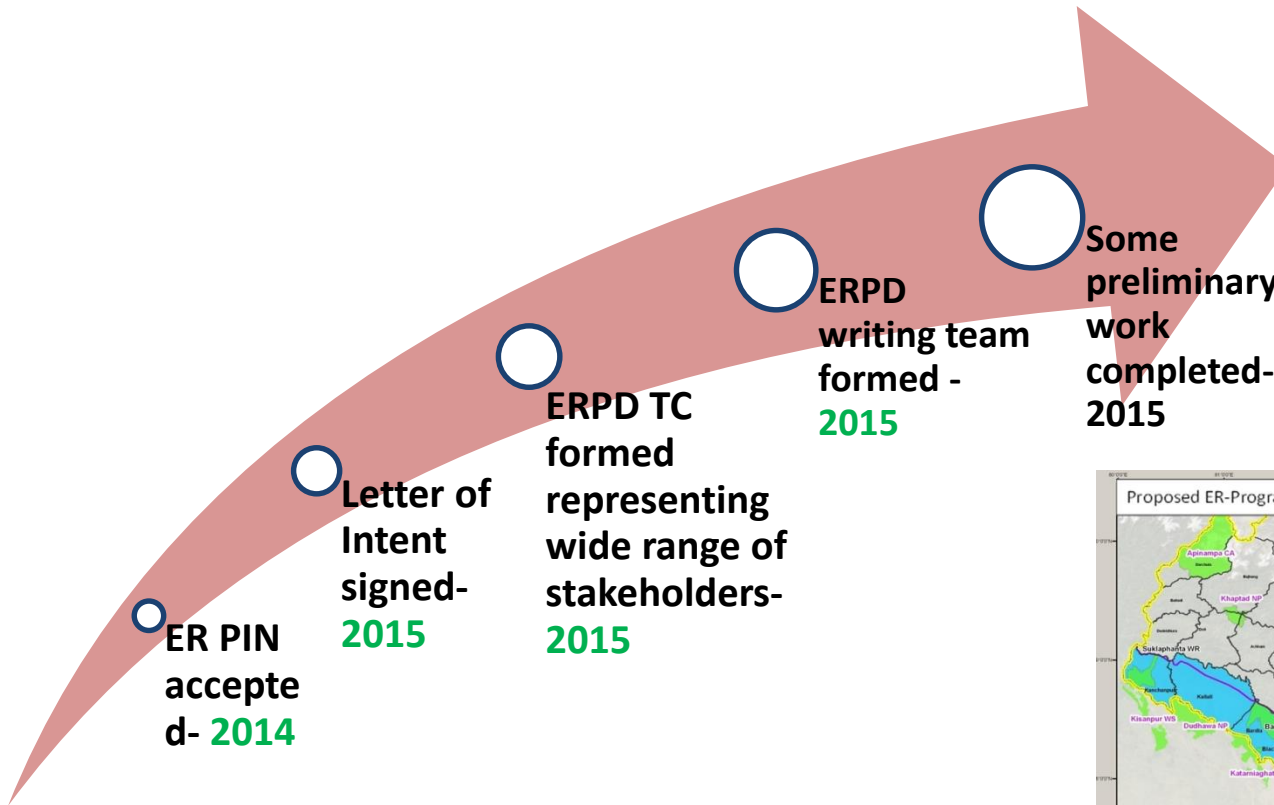 ER PIN
accepte
d- 2014
Letter of
Intent
signed-
2015
ERPD TC
formed
representing
wide range of
stakeholders-
2015
ERPD
writing team
formed -
2015
Some
preliminary
work
completed-
2015
Proposed ER-Progra
Apinampa CA
Khaptad NP
Suklaphanta WR
Kanchanpur
Kailali
Kisanpur WS
Dudhawa NP
Ba
Bardia
Katarniaghat